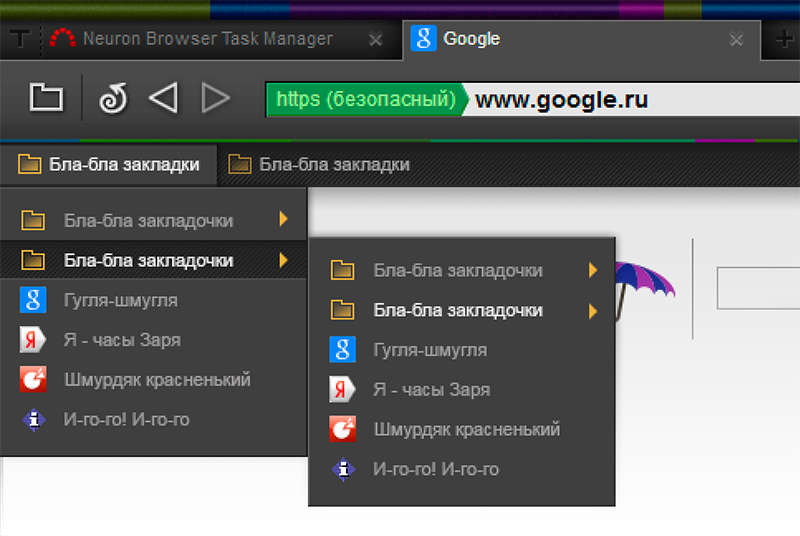 Neuron Browser Task Manager
Google
https (безопасный) www.google.ru
Бла-бла закладки
Бла-бла закладки
Бла-бла закладочки
Бла-бла закладочки
Гугля-шмугля
Я - часы Заря
Шмурдяк красненький
И-го-го! И-го-го
Бла-бла закладочки
Бла-бла закладочки
Гугля-шмугля
Я - часы Заря
Шмурдяк красненький
И-го-го! И-го-го